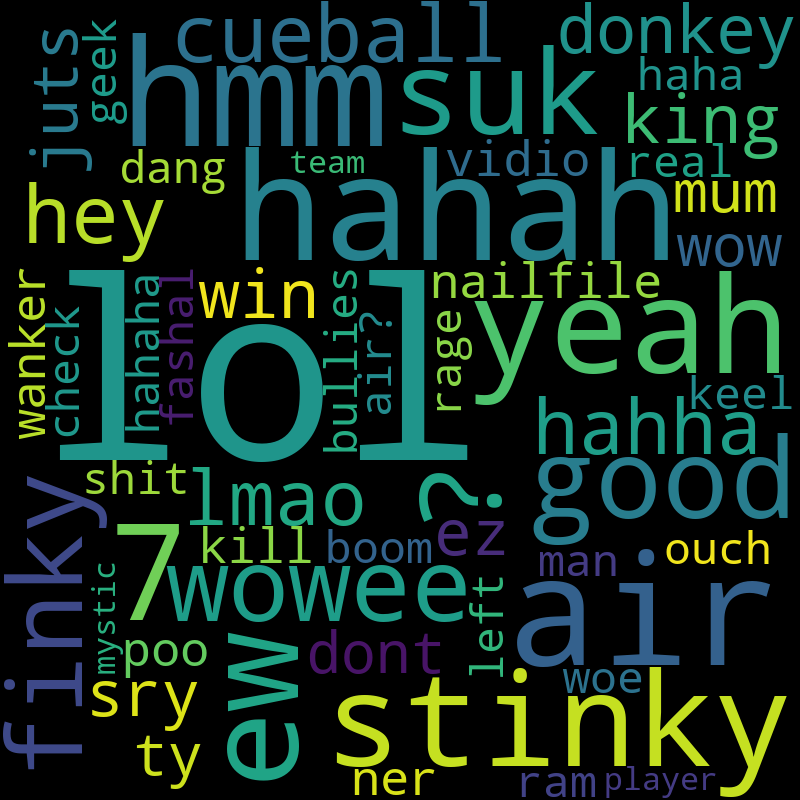 cueball
donkey
juts
geek
hmm
suk
haha
king
dang
team
vidio
real
hey
hahah
mum
wow
wanker
check
hahaha
fashal
win
bullies
air?
nailfile
rage
yeah
lol
keel
hahha
shit
lmao
?
good
finky
7
kill
boom
ez
man
ouch
mystic
wowee
left
air
poo
ew
dont
woe
sry
stinky
ty
ner
ram
player